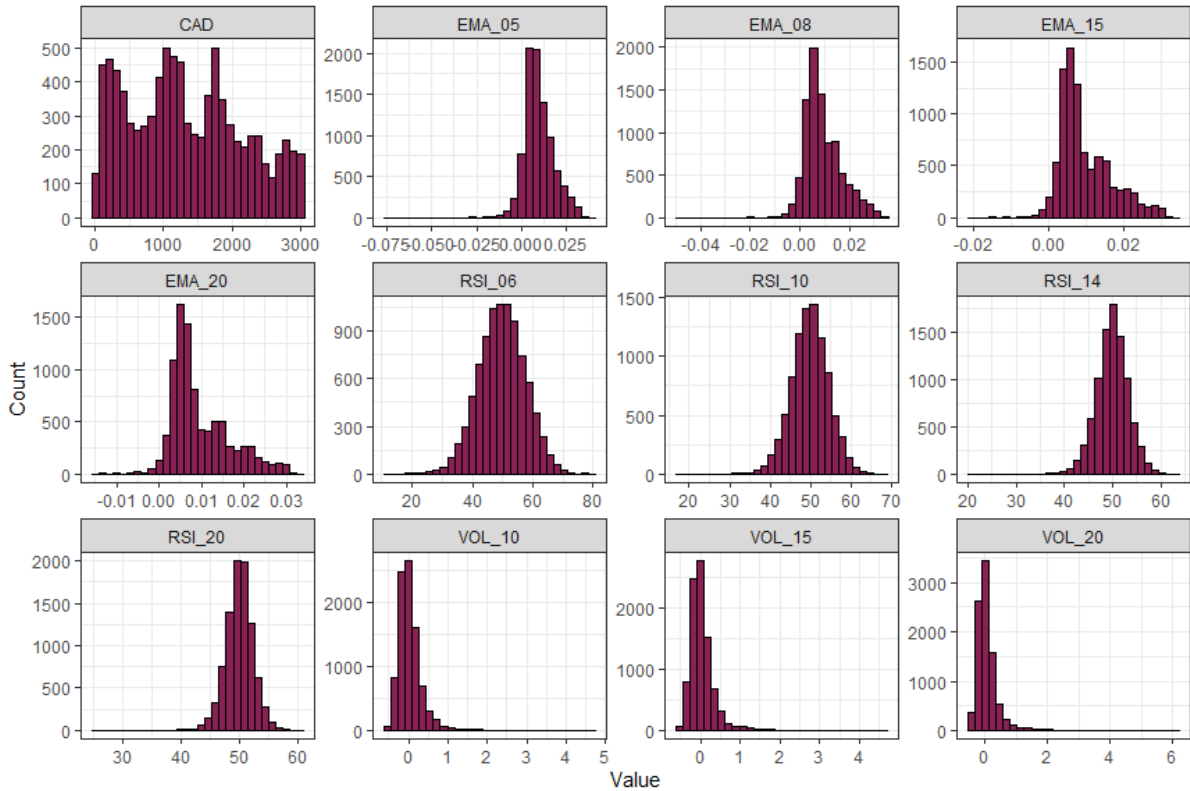 CAD EMA_05 EMA_08 EMA_15
500 400 300 200 100 0
2000 1500 1000 500 0
2000 1500 1000 500 0
1500 1000 500 0
0 1000 2000 3000
-0.075 -0.050 -0.025 0.000 0.025
-0.04 -0.02 0.00 0.02
-0.02 0.00 0.02
EMA_20 RSI_06 RSI_10 RSI_14
1500 1000 500 0
900 600 300 0
1500 1000 500 0
1500 1000 500 0
-0.01 0.00 0.01 0.02 0.03
20 40 60 80
20 30 40 50 60 70
20 30 40 50 60
Count
RSI_20 VOL_10 VOL_15 VOL_20
2000 1500 1000 500 0
2000 1000 0
2000 1000 0
3000 2000 1000 0
30 40 50 60
0 1 2 3 4 5
0 1 2 3 4
0 2 4 6
Value